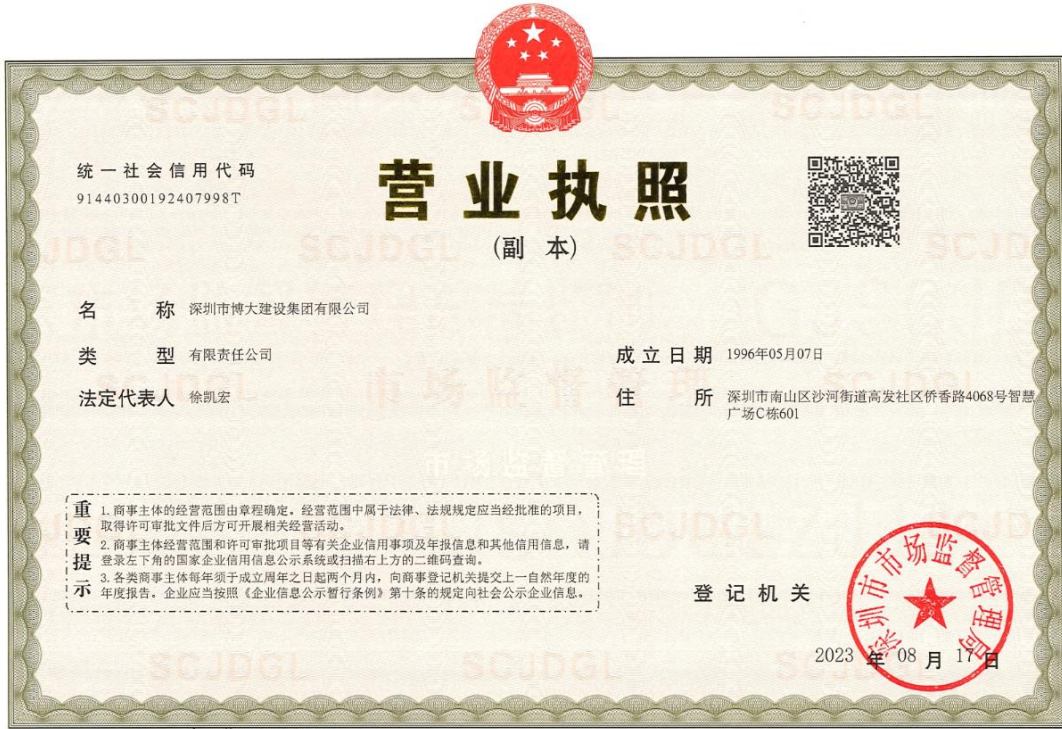 统一社会信用代码
91440300192407998T
营业执照
(副 本)
名 称 深圳市博大建设集团有限公司
类 型 有限责任公司
法定代表人 徐凯宏
成立日期 1996年05月07日
住 所 深圳市南山区沙河街道高发社区侨香路4068号智慧
广场C栋601
重要提示
1. 商事主体的经营范围由章程确定。经营范围中属于法律、法规规定应当经批准的项目，
取得许可审批文件后方可开展相关经营活动。
2. 商事主体经营范围和许可审批项目等有关企业信用事项及年报信息和其他信用信息，请
登录左下角的国家企业信用信息公示系统或扫描右上方的二维码查询。
3. 各类商事主体每年须于成立周年之日起两个月内，向商事登记机关提交上一自然年度的
年度报告。企业应当按照《企业信息公示暂行条例》第十条的规定向社会公示企业信息。
登记机关
深圳市市场监督管理局
2023 年 08 月 17 日
SCJDGL
市场监督管理
市场监督管理